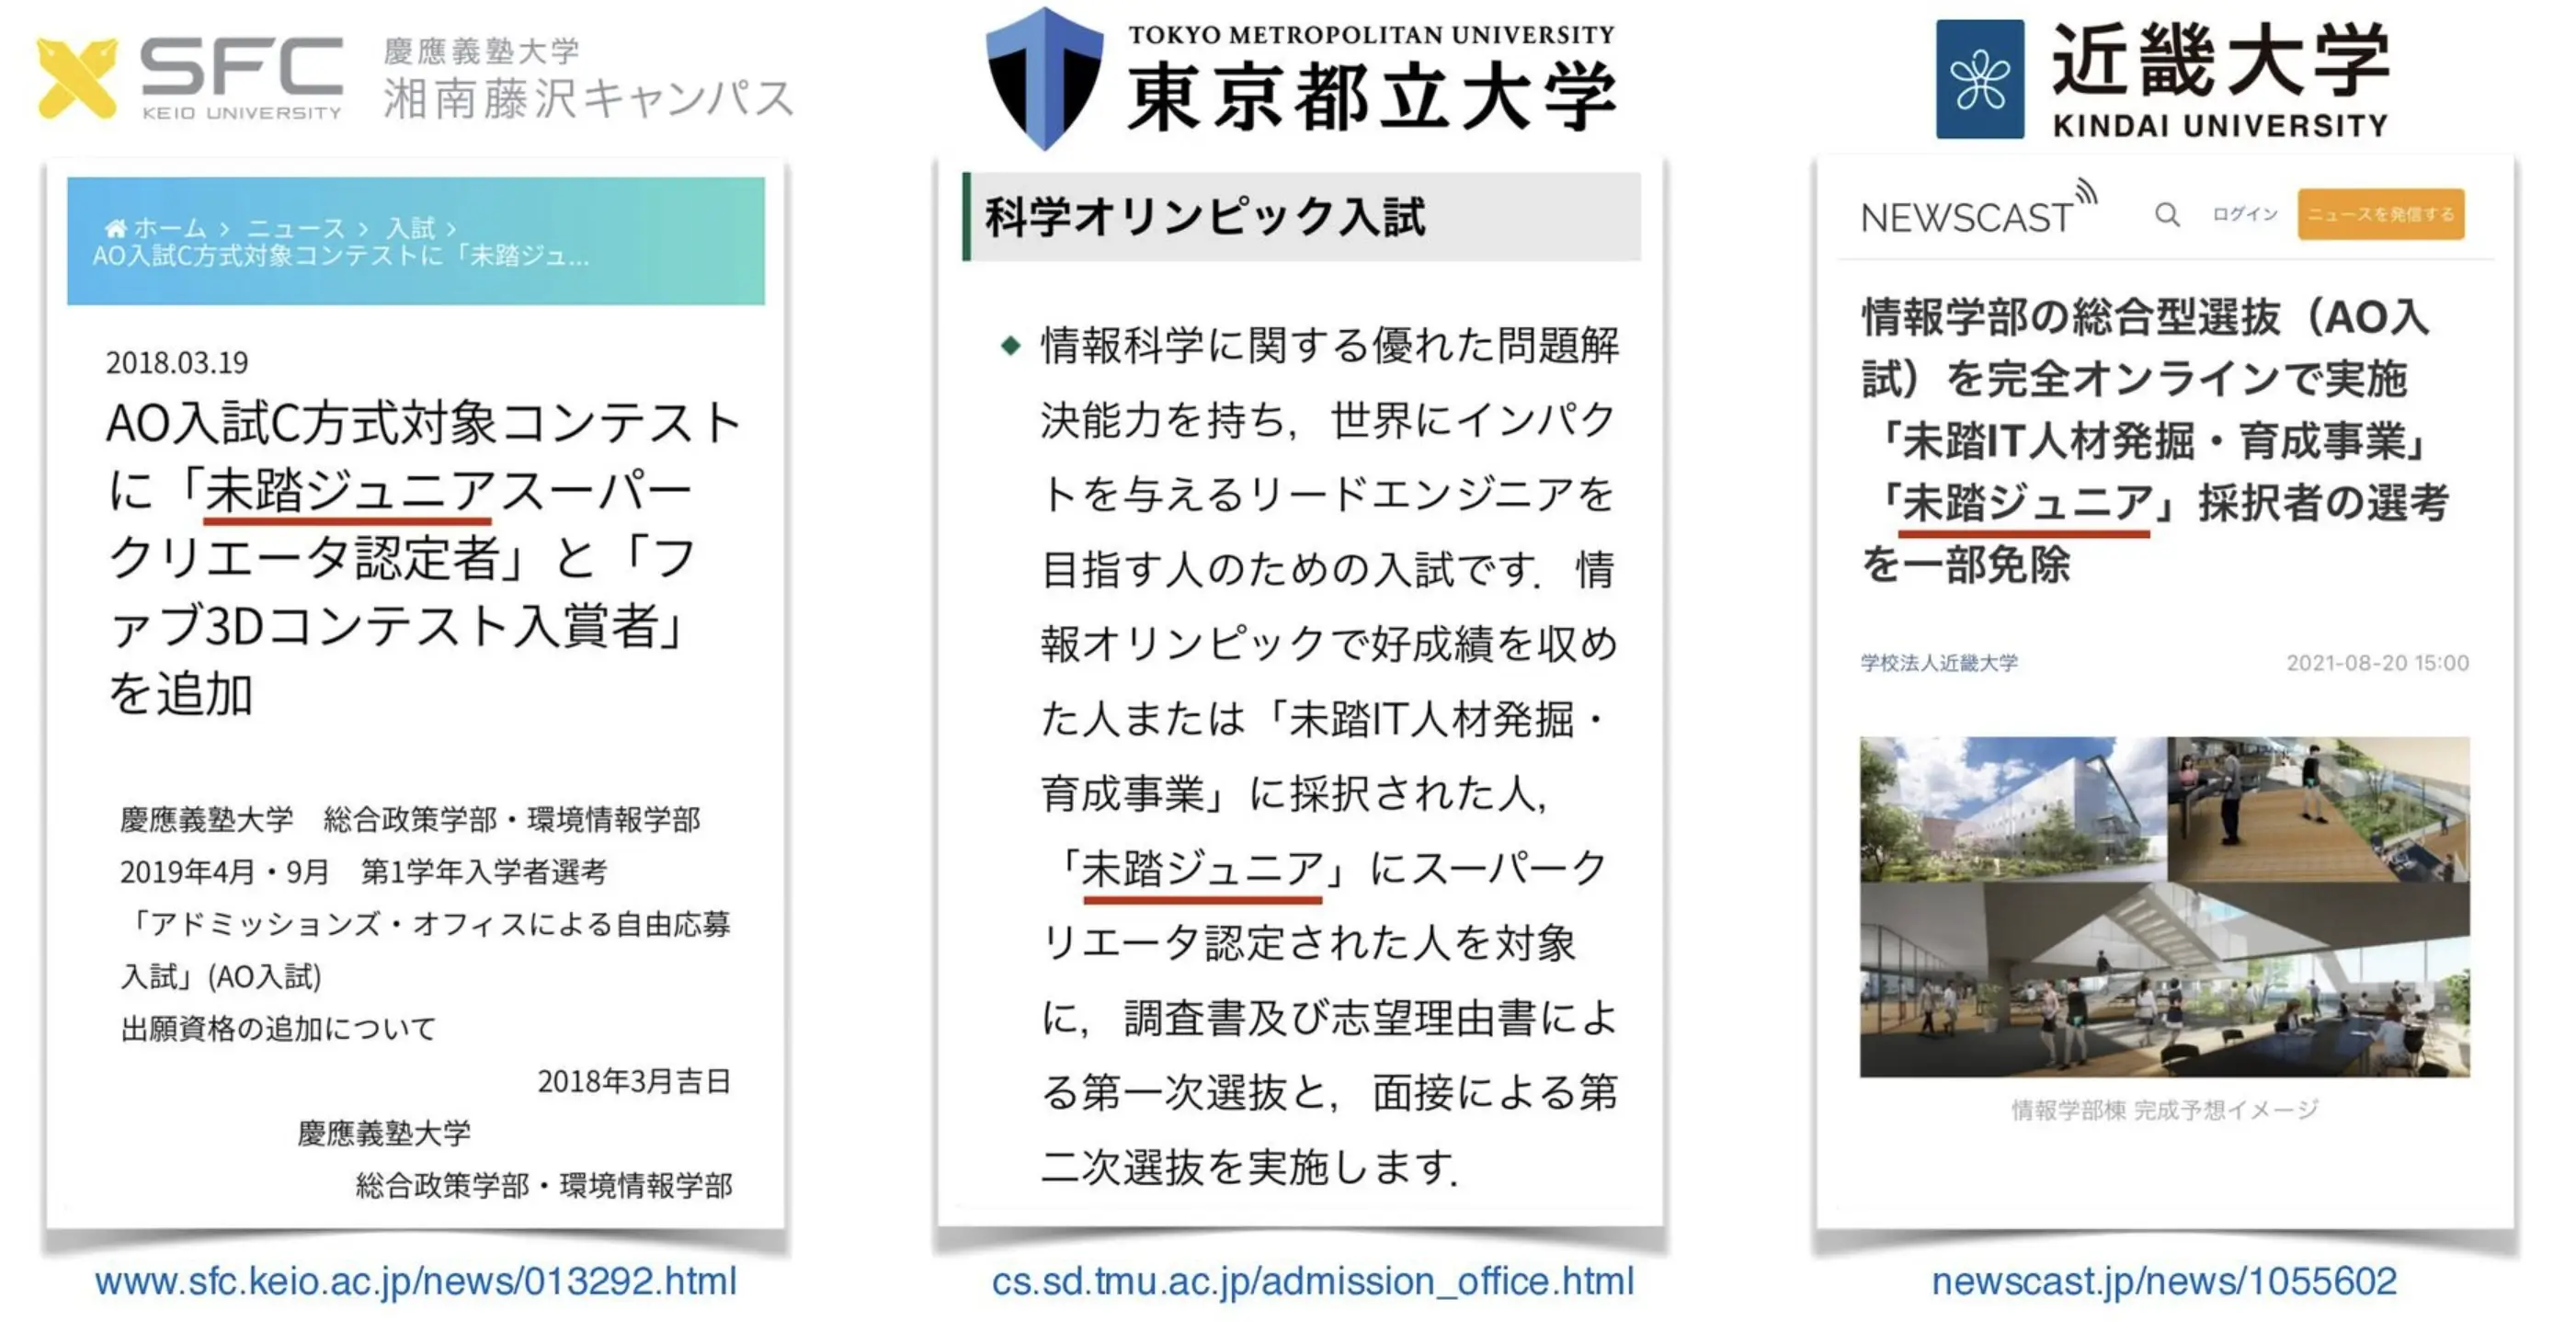 SFC
KEIO UNIVERSITY
慶應義塾大学
湘南藤沢キャンパス
ホーム > ニュース > 入試 >
AO入試C方式対象コンテストに「未踏ジュ...
2018.03.19
AO入試C方式対象コンテスト
に「未踏ジュニアスーパー
クリエータ認定者」と「フ
ァブ3Dコンテスト入賞者」
を追加
慶應義塾大学　総合政策学部・環境情報学部
2019年4月・9月　第1学年入学者選考
「アドミッションズ・オフィスによる自由応募
入試」(AO入試)
出願資格の追加について
2018年3月吉日
慶應義塾大学
総合政策学部・環境情報学部
www.sfc.keio.ac.jp/news/013292.html
TOKYO METROPOLITAN UNIVERSITY
東京都立大学
科学オリンピック入試
◆ 情報科学に関する優れた問題解
決能力を持ち，世界にインパク
トを与えるリードエンジニアを
目指す人のための入試です．情
報オリンピックで好成績を収め
た人または「未踏IT人材発掘・
育成事業」に採択された人，
「未踏ジュニア」にスーパーク
リエータ認定された人を対象
に，調査書及び志望理由書によ
る第一次選抜と，面接による第
二次選抜を実施します．
cs.sd.tmu.ac.jp/admission_office.html
近畿大学
KINDAI UNIVERSITY
NEWSCAST
ログイン
ニュースを発信する
情報学部の総合型選抜（AO入
試）を完全オンラインで実施
「未踏IT人材発掘・育成事業」
「未踏ジュニア」採択者の選考
を一部免除
学校法人近畿大学
2021-08-20 15:00
情報学部棟 完成予想イメージ
newscast.jp/news/1055602